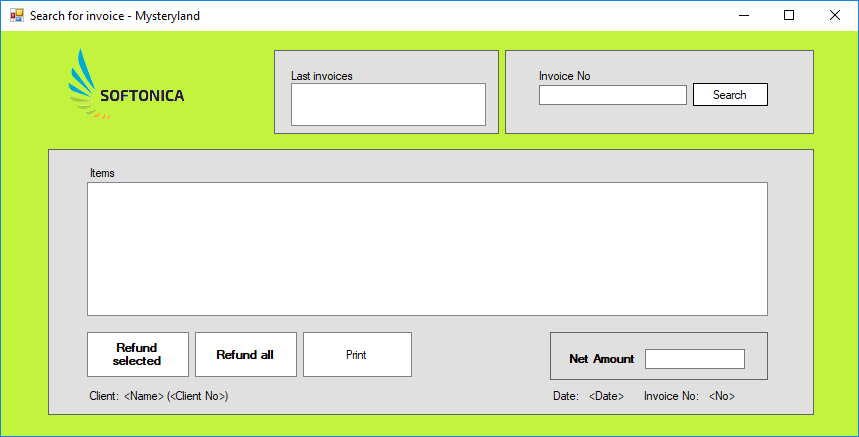 Search for invoice - Mysteryland
SOFTONICA
Last invoices
Invoice No
Search
Items
Refund
selected
Refund all
Print
Net Amount
Client: <Name> (<Client No>)
Date: <Date> Invoice No: <No>